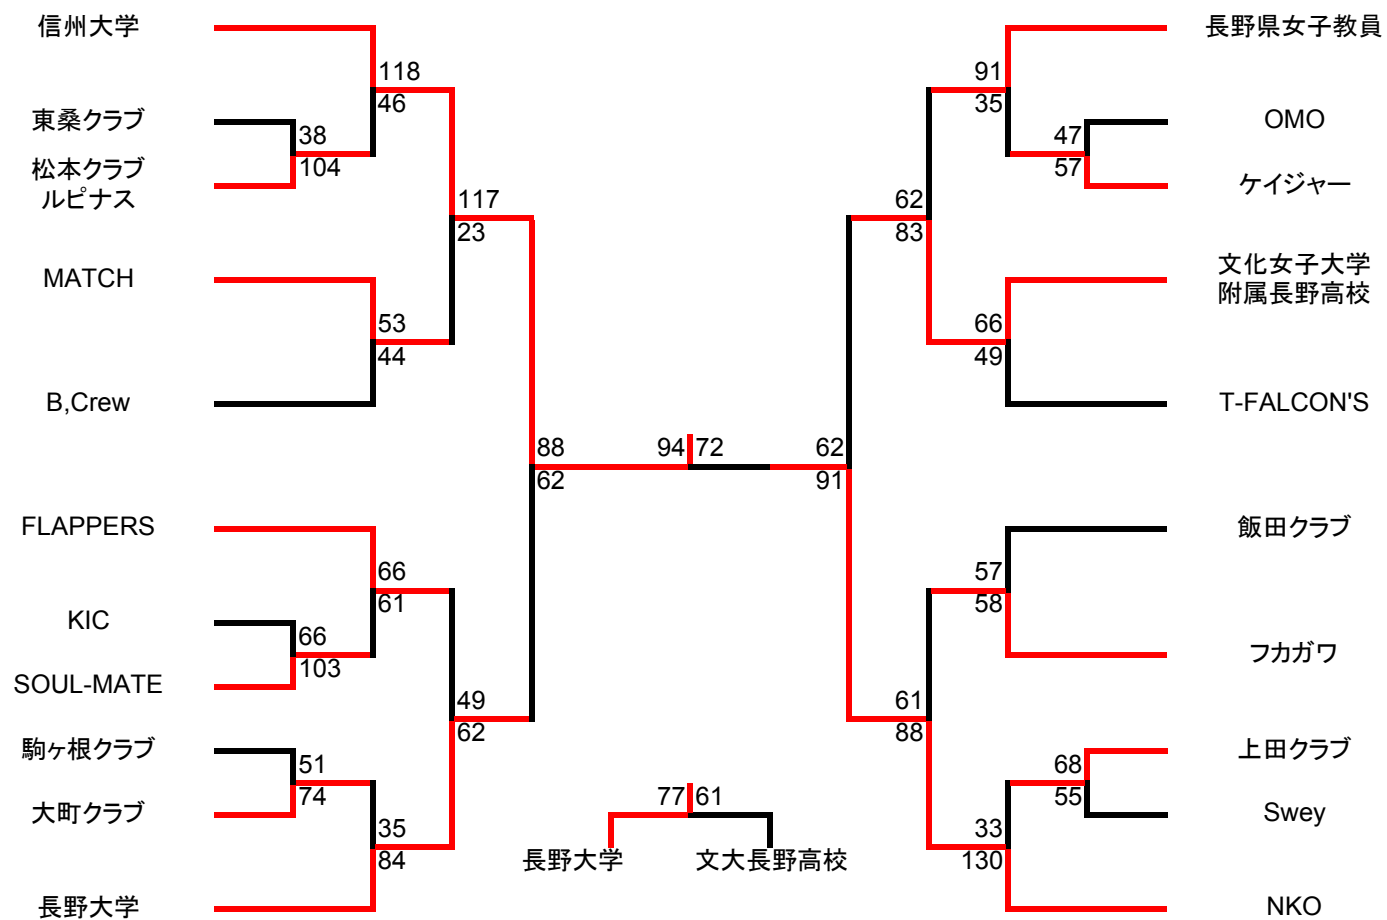 信州大学
118
46
東桑クラブ
38
104
松本クラブ
ルピナス
117
23
MATCH
53
44
B,Crew
88
62
FLAPPERS
66
61
KIC
66
103
SOUL-MATE
49
62
駒ヶ根クラブ
51
74
大町クラブ
35
84
長野大学
94
72
77
61
長野大学
文大長野高校
長野県女子教員
91
35
OMO
47
57
ケイジャー
62
83
文化女子大学
附属長野高校
66
49
T-FALCON'S
62
91
飯田クラブ
57
58
フカガワ
61
88
上田クラブ
68
55
Swey
33
130
NKO